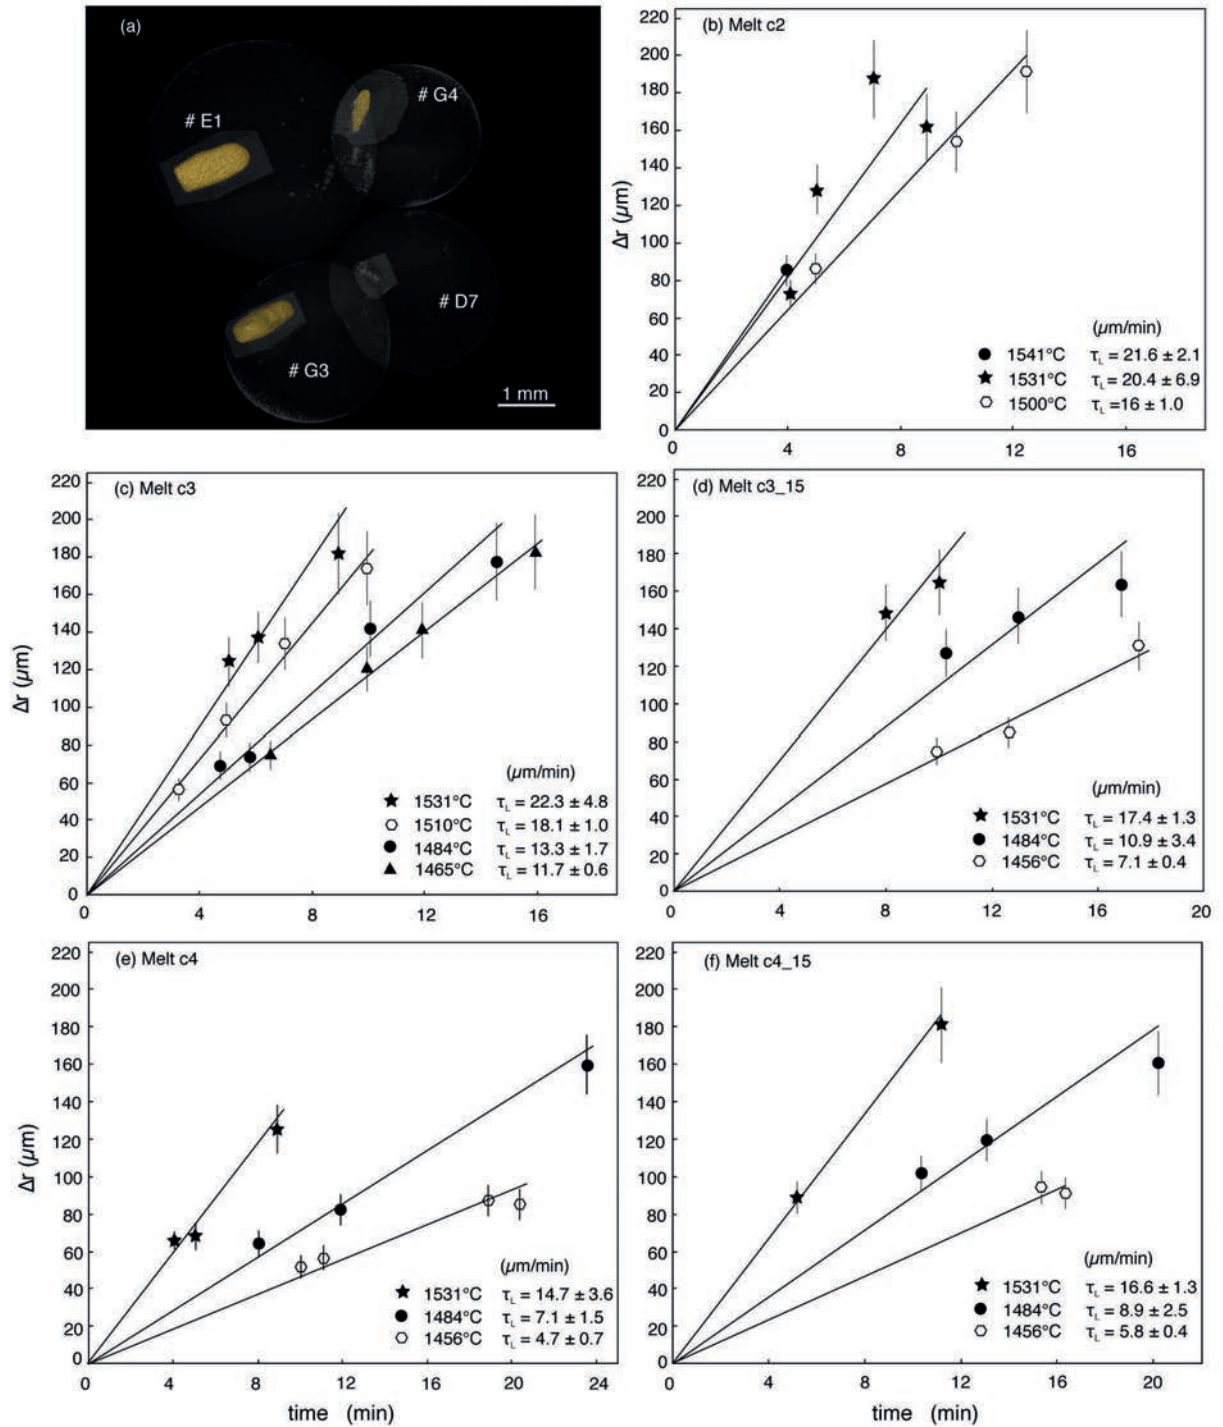 (a)
# E1
# G4
# D7
# G3
1 mm
(b) Melt c2
Δr (μm)
220
200
180
160
140
120
100
80
60
40
20
0
0 4 8 12 16
(μm/min)
1541°C τL = 21.6 ± 2.1
1531°C τL = 20.4 ± 6.9
1500°C τL =16 ± 1.0
(c) Melt c3
Δr (μm)
220
200
180
160
140
120
100
80
60
40
20
0
0 4 8 12 16
(μm/min)
1531°C τL = 22.3 ± 4.8
1510°C τL = 18.1 ± 1.0
1484°C τL = 13.3 ± 1.7
1465°C τL = 11.7 ± 0.6
(d) Melt c3_15
220
200
180
160
140
120
100
80
60
40
20
0
0 4 8 12 16 20
(μm/min)
1531°C τL = 17.4 ± 1.3
1484°C τL = 10.9 ± 3.4
1456°C τL = 7.1 ± 0.4
(e) Melt c4
Δr (μm)
220
200
180
160
140
120
100
80
60
40
20
0
0 4 8 12 16 20 24
time (min)
(μm/min)
1531°C τL = 14.7 ± 3.6
1484°C τL = 7.1 ± 1.5
1456°C τL = 4.7 ± 0.7
(f) Melt c4_15
220
200
180
160
140
120
100
80
60
40
20
0
0 4 8 12 16 20
time (min)
(μm/min)
1531°C τL = 16.6 ± 1.3
1484°C τL = 8.9 ± 2.5
1456°C τL = 5.8 ± 0.4